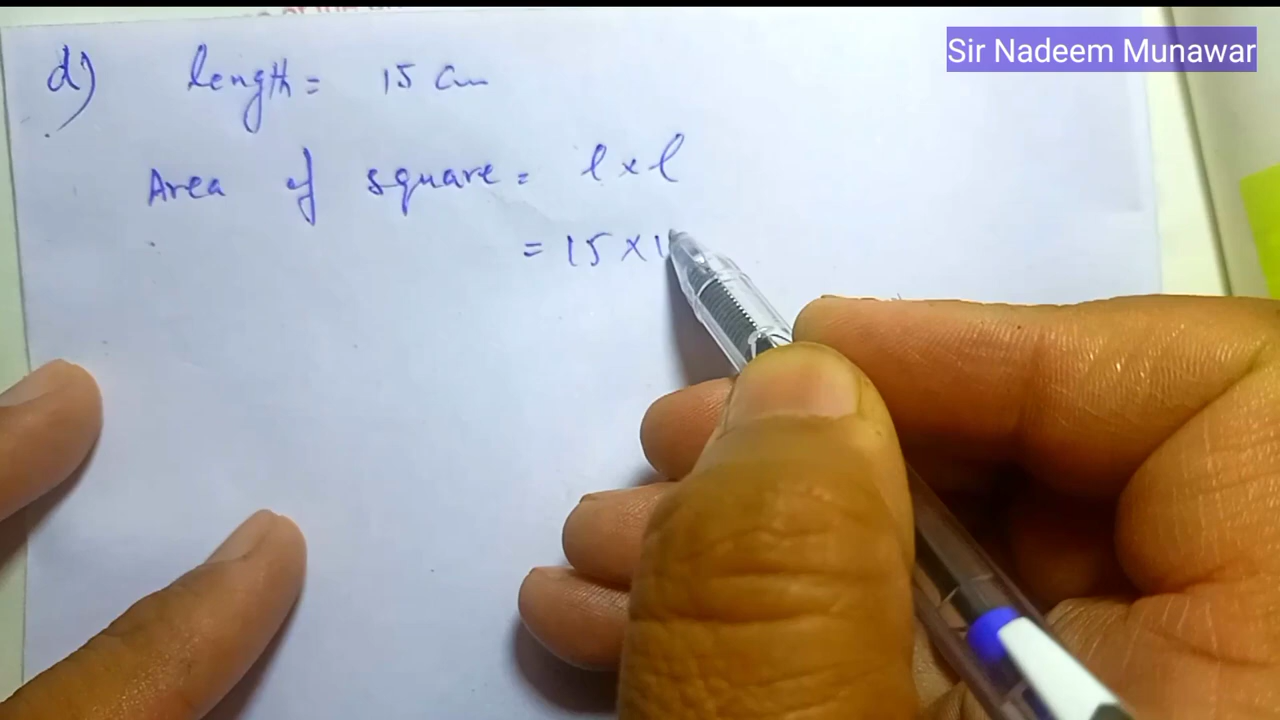 Sir Nadeem Munawar
d) length = 15 cm
Area of square = l × l
= 15 × 1